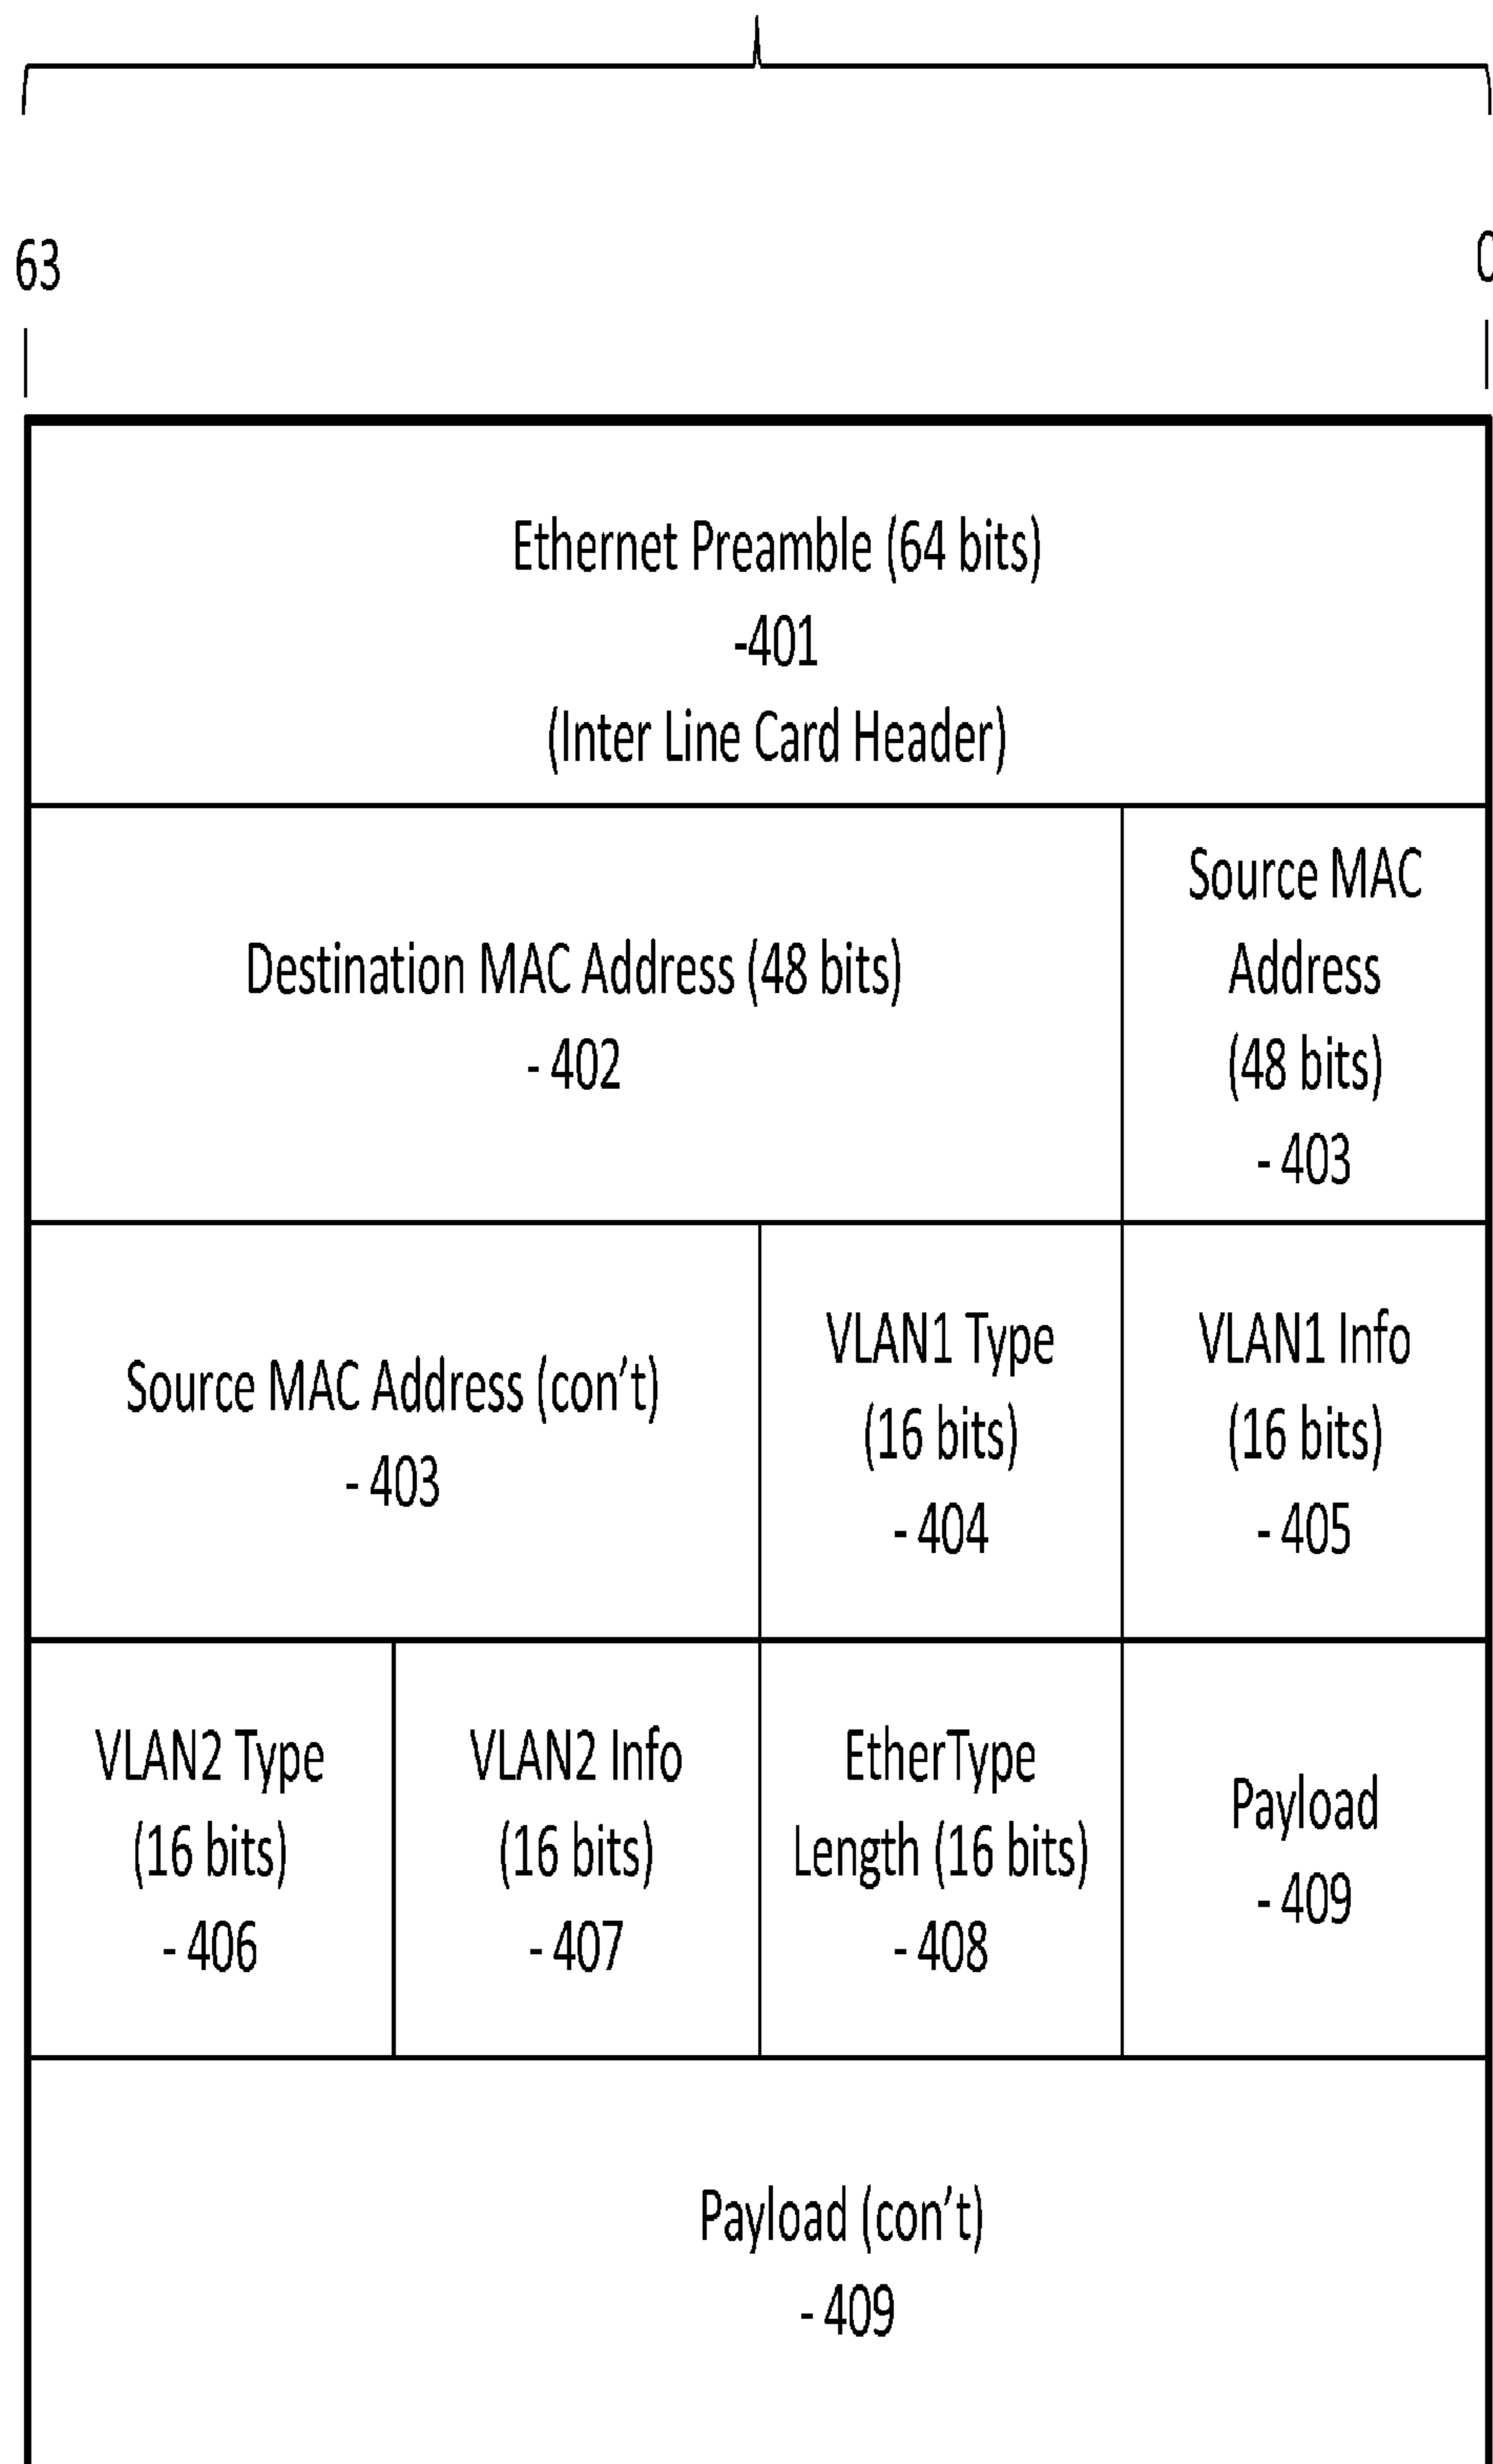 63
0
Ethernet Preamble (64 bits)
-401
(Inter Line Card Header)
Destination MAC Address (48 bits)
- 402
Source MAC
Address
(48 bits)
- 403
Source MAC Address (con't)
- 403
VLAN1 Type
(16 bits)
- 404
VLAN1 Info
(16 bits)
- 405
VLAN2 Type
(16 bits)
- 406
VLAN2 Info
(16 bits)
- 407
EtherType
Length (16 bits)
- 408
Payload
- 409
Payload (con't)
- 409